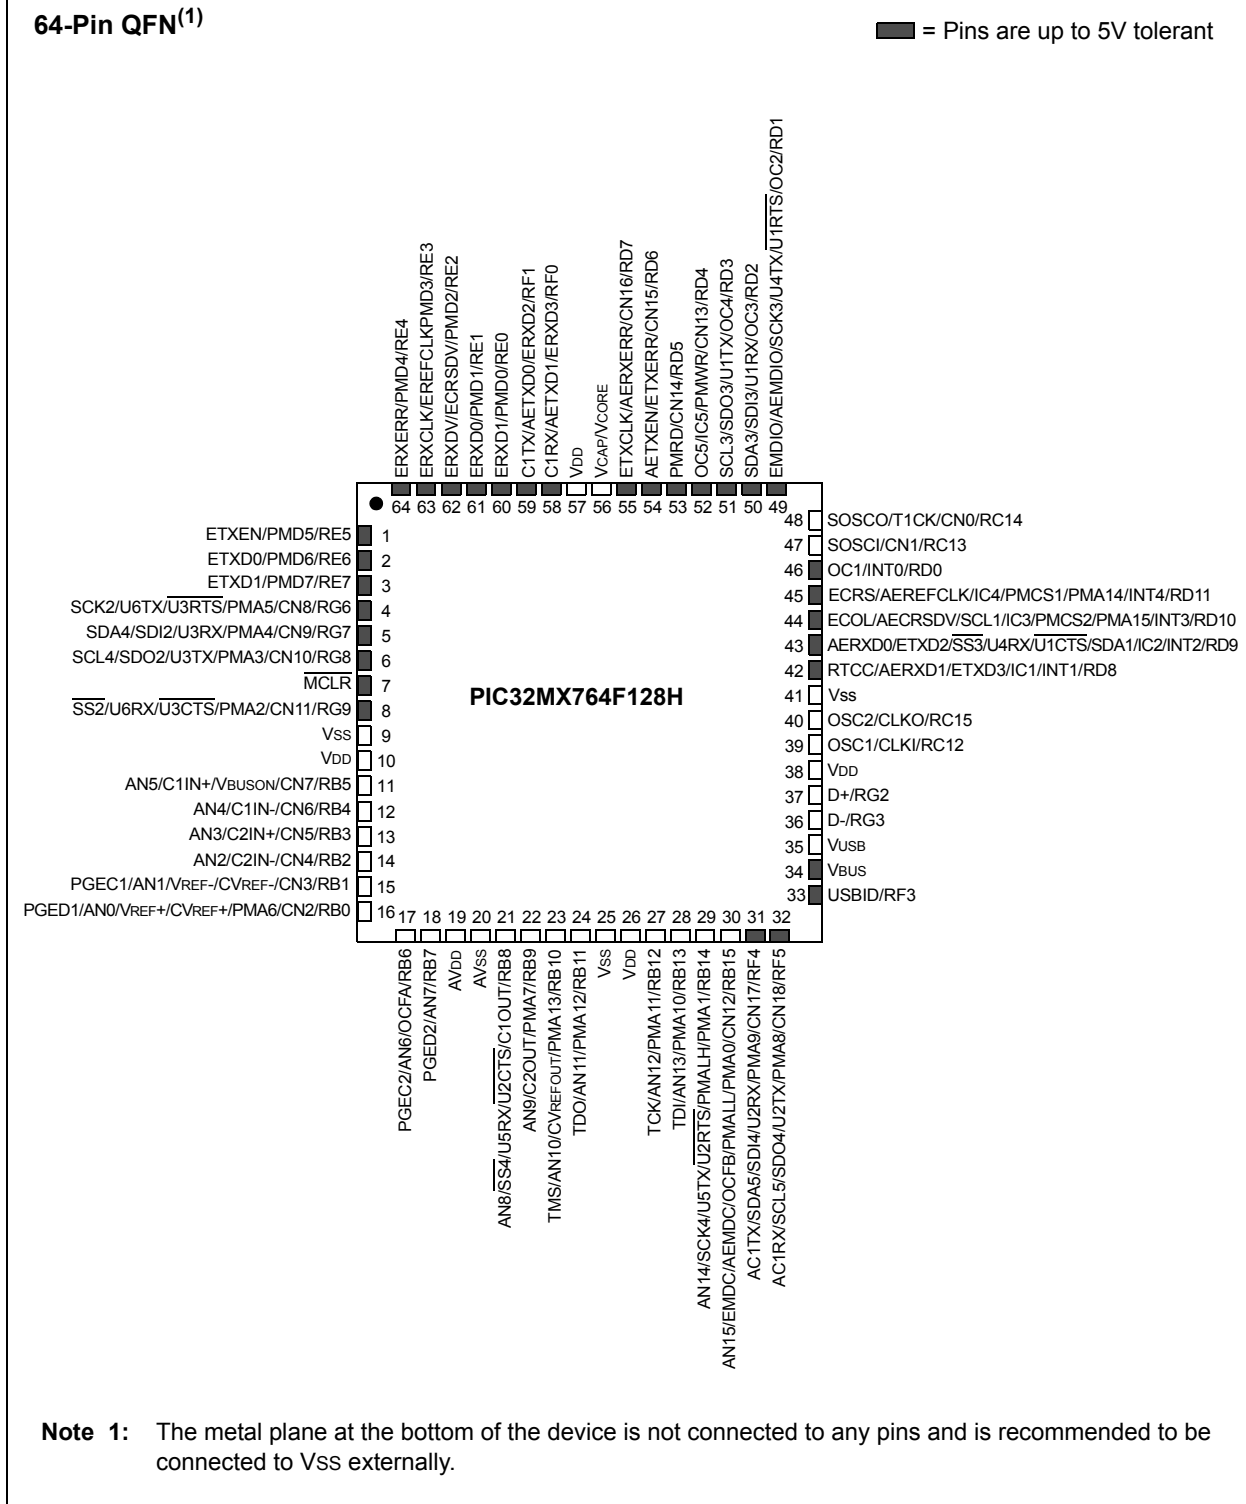 64-Pin QFN(1)
= Pins are up to 5V tolerant
ERXERR/PMD4/RE4
ERXCLK/EREFCLKPMD3/RE3
ERXDV/ECRSDV/PMD2/RE2
ERXD0/PMD1/RE1
ERXD1/PMD0/RE0
C1TX/AETXD0/ERXD2/RF1
C1RX/AETXD1/ERXD3/RF0
VDD
VCAP/VCORE
ETXCLK/AERXERR/CN16/RD7
AETXEN/ETXERR/CN15/RD6
PMRD/CN14/RD5
OC5/IC5/PMWR/CN13/RD4
SCL3/SDO3/U1TX/OC4/RD3
SDA3/SDI3/U1RX/OC3/RD2
EMDIO/AEMDIO/SCK3/U4TX/U1RTS/OC2/RD1
64 63 62 61 60 59 58 57 56 55 54 53 52 51 50 49
ETXEN/PMD5/RE5 1
ETXD0/PMD6/RE6 2
ETXD1/PMD7/RE7 3
SCK2/U6TX/U3RTS/PMA5/CN8/RG6 4
SDA4/SDI2/U3RX/PMA4/CN9/RG7 5
SCL4/SDO2/U3TX/PMA3/CN10/RG8 6
MCLR 7
SS2/U6RX/U3CTS/PMA2/CN11/RG9 8
VSS 9
VDD 10
AN5/C1IN+/VBUSON/CN7/RB5 11
AN4/C1IN-/CN6/RB4 12
AN3/C2IN+/CN5/RB3 13
AN2/C2IN-/CN4/RB2 14
PGEC1/AN1/VREF-/CVREF-/CN3/RB1 15
PGED1/AN0/VREF+/CVREF+/PMA6/CN2/RB0 16
PIC32MX764F128H
48 SOSCO/T1CK/CN0/RC14
47 SOSCI/CN1/RC13
46 OC1/INT0/RD0
45 ECRS/AEREFCLK/IC4/PMCS1/PMA14/INT4/RD11
44 ECOL/AECRSDV/SCL1/IC3/PMCS2/PMA15/INT3/RD10
43 AERXD0/ETXD2/SS3/U4RX/U1CTS/SDA1/IC2/INT2/RD9
42 RTCC/AERXD1/ETXD3/IC1/INT1/RD8
41 Vss
40 OSC2/CLKO/RC15
39 OSC1/CLKI/RC12
38 VDD
37 D+/RG2
36 D-/RG3
35 VUSB
34 VBUS
33 USBID/RF3
17 18 19 20 21 22 23 24 25 26 27 28 29 30 31 32
PGEC2/AN6/OCFA/RB6
PGED2/AN7/RB7
AVDD
AVSS
AN8/SS4/U5RX/U2CTS/C1OUT/RB8
AN9/C2OUT/PMA7/RB9
TMS/AN10/CVREFOUT/PMA13/RB10
TDO/AN11/PMA12/RB11
VSS
VDD
TCK/AN12/PMA11/RB12
TDI/AN13/PMA10/RB13
AN14/SCK4/U5TX/U2RTS/PMALH/PMA1/RB14
AN15/EMDC/AEMDC/OCFB/PMALL/PMA0/CN12/RB15
AC1TX/SDA5/SDI4/U2RX/PMA9/CN17/RF4
AC1RX/SCL5/SDO4/U2TX/PMA8/CN18/RF5
Note 1: The metal plane at the bottom of the device is not connected to any pins and is recommended to be
connected to Vss externally.